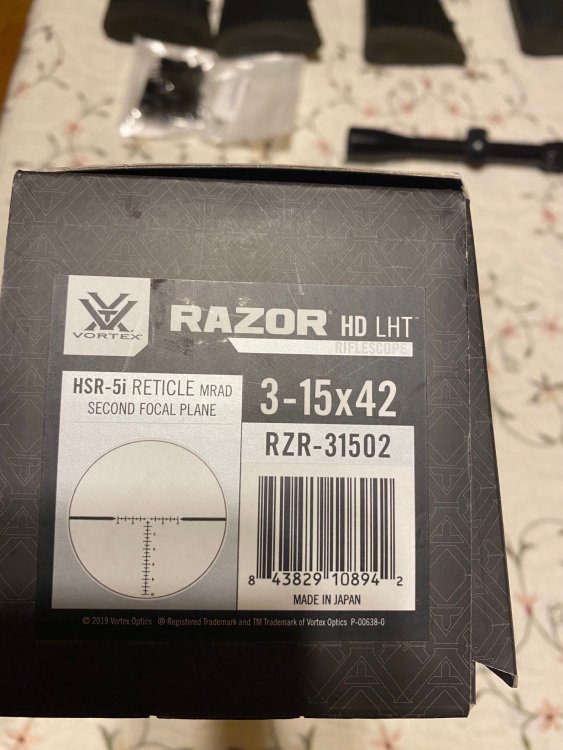 VORTEX
RAZOR® HD LHT™
RIFLESCOPE
HSR-5i RETICLE MRAD
SECOND FOCAL PLANE
3-15x42
RZR-31502
8 43829 10894 2
MADE IN JAPAN
© 2019 Vortex Optics ® Registered Trademark and TM Trademark of Vortex Optics P-00638-0